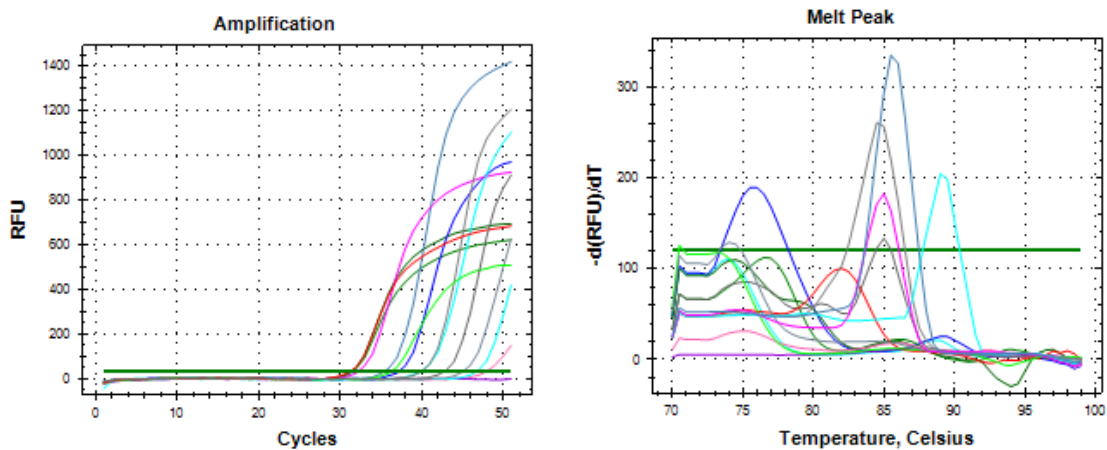 Amplification
1400
1200
1000
800
600
400
200
0
RFU
0 10 20 30 40 50
Cycles
Melt Peak
300
200
100
0
-d(RFU)/dT
70 75 80 85 90 95 100
Temperature, Celsius